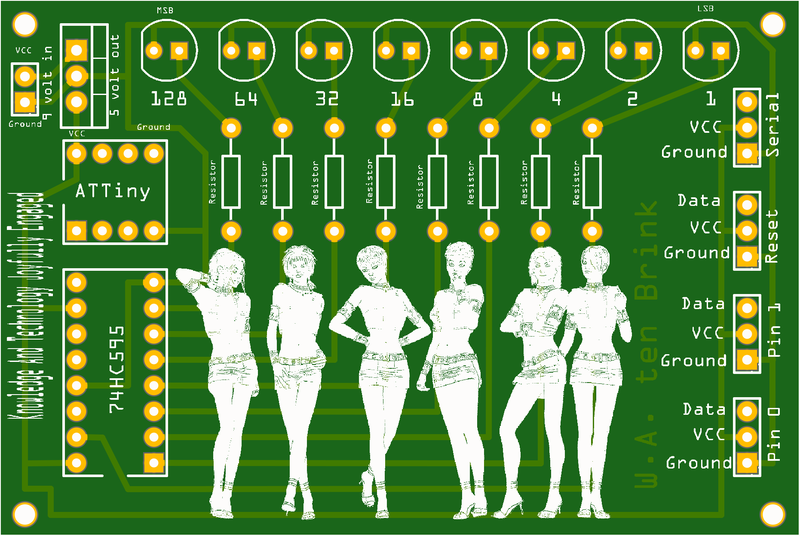 MSB
LSB
VCC
9 volt in
5 volt out
Ground
128
64
32
16
8
4
2
1
VCC
Ground
ATTiny
Resistor
Resistor
Resistor
Resistor
Resistor
Resistor
Resistor
Resistor
Serial
VCC
Ground
Data
VCC
Ground
Reset
Data
VCC
Ground
Pin 1
Data
VCC
Ground
Pin 0
74HC595
Knowledge And Technology Joyfully Engaged
W.A. ten Brink